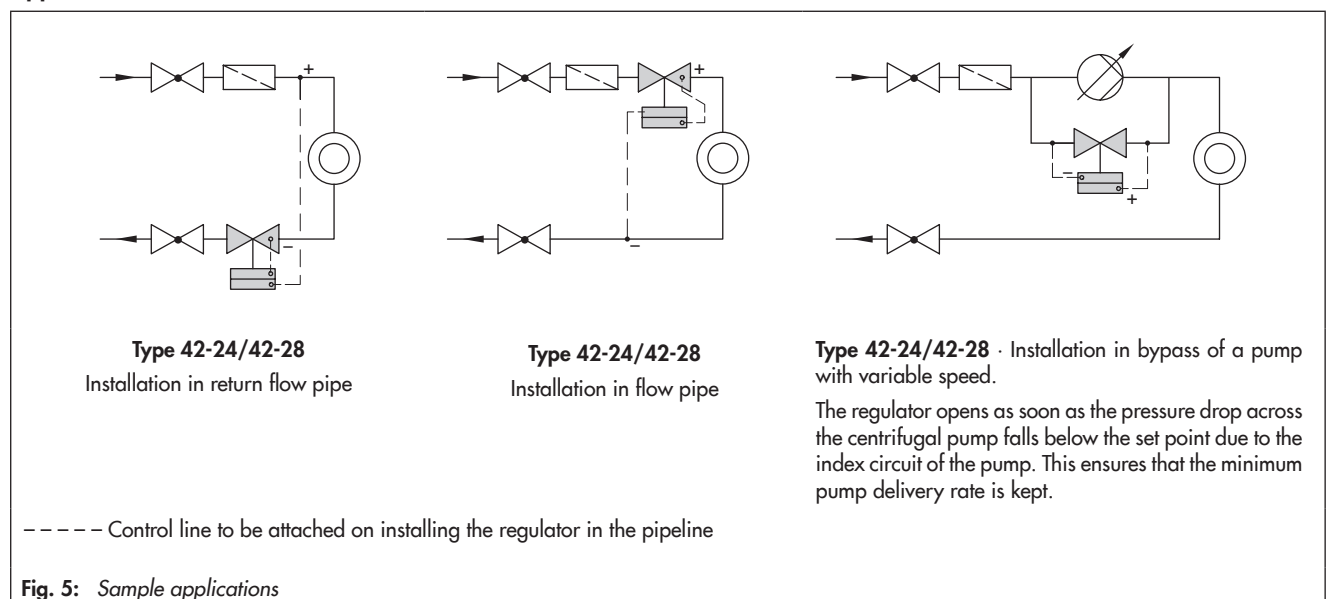 +
−
Type 42-24/42-28
Installation in return flow pipe
+
−
Type 42-24/42-28
Installation in flow pipe
−
+
Type 42-24/42-28 · Installation in bypass of a pump
with variable speed.
The regulator opens as soon as the pressure drop across
the centrifugal pump falls below the set point due to the
index circuit of the pump. This ensures that the minimum
pump delivery rate is kept.
– – – – – Control line to be attached on installing the regulator in the pipeline
Fig. 5: Sample applications